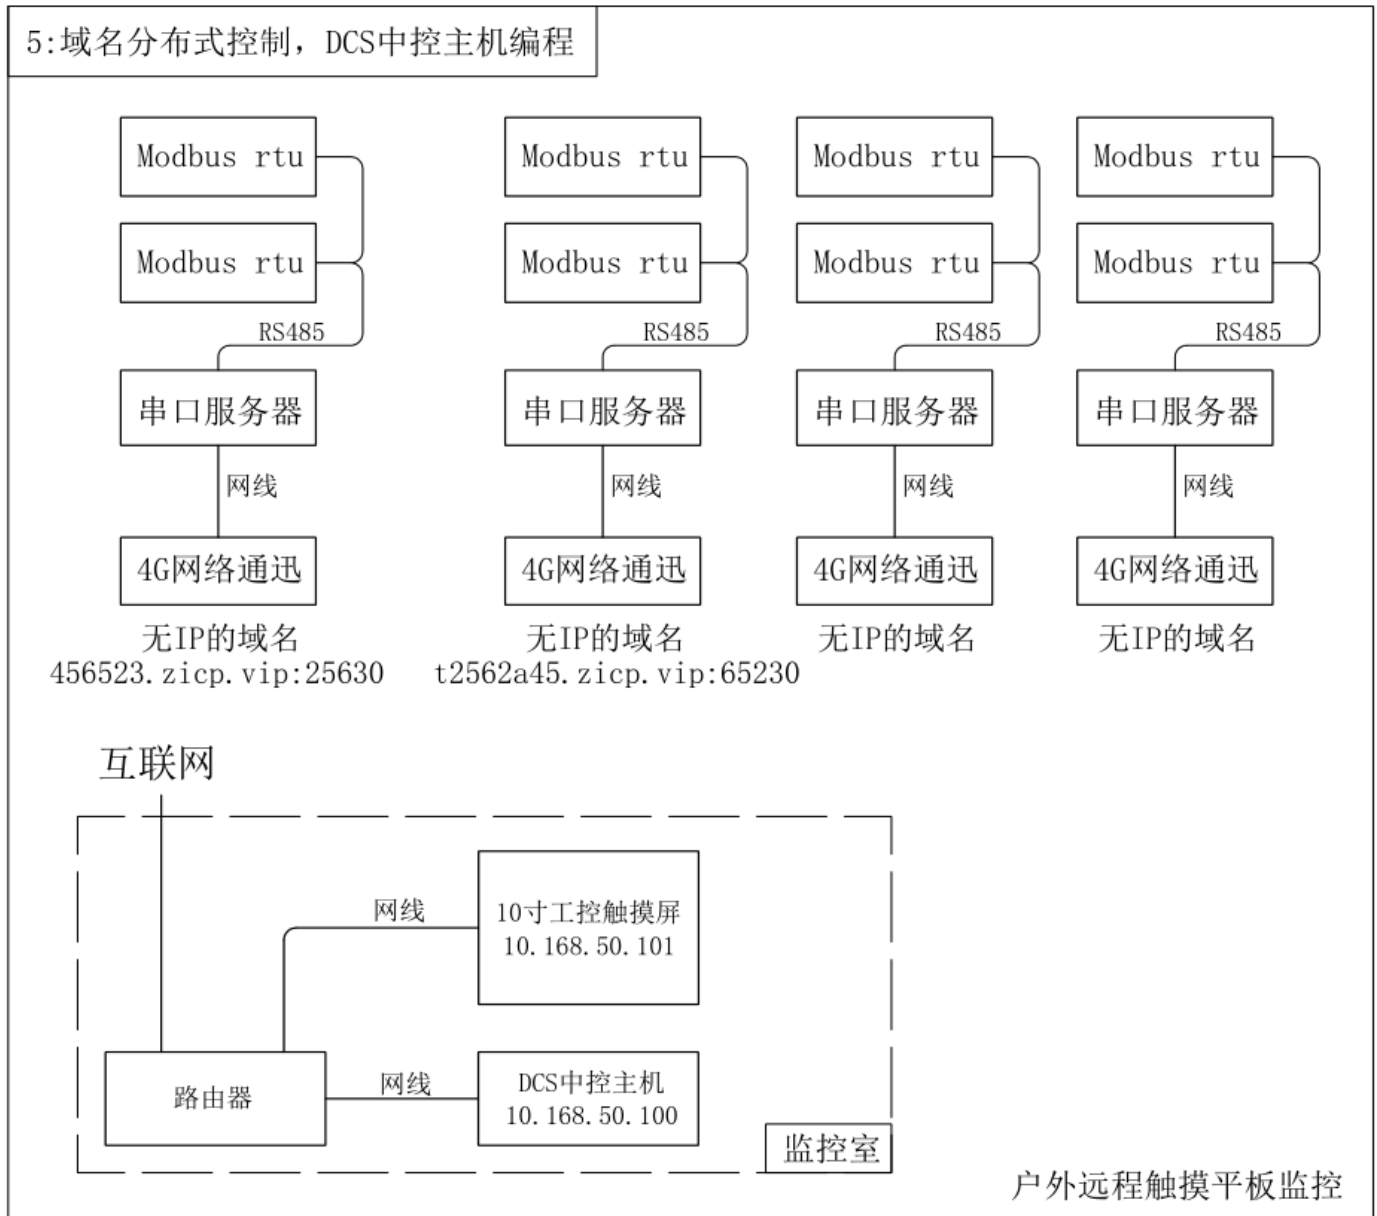 5:域名分布式控制，DCS中控主机编程
Modbus rtu
Modbus rtu
Modbus rtu
Modbus rtu
Modbus rtu
Modbus rtu
Modbus rtu
Modbus rtu
RS485
RS485
RS485
RS485
串口服务器
串口服务器
串口服务器
串口服务器
网线
网线
网线
网线
4G网络通迅
4G网络通迅
4G网络通迅
4G网络通迅
无IP的域名
无IP的域名
无IP的域名
无IP的域名
456523.zicp.vip:25630
t2562a45.zicp.vip:65230
互联网
网线
10寸工控触摸屏
10.168.50.101
路由器
网线
DCS中控主机
10.168.50.100
监控室
户外远程触摸平板监控